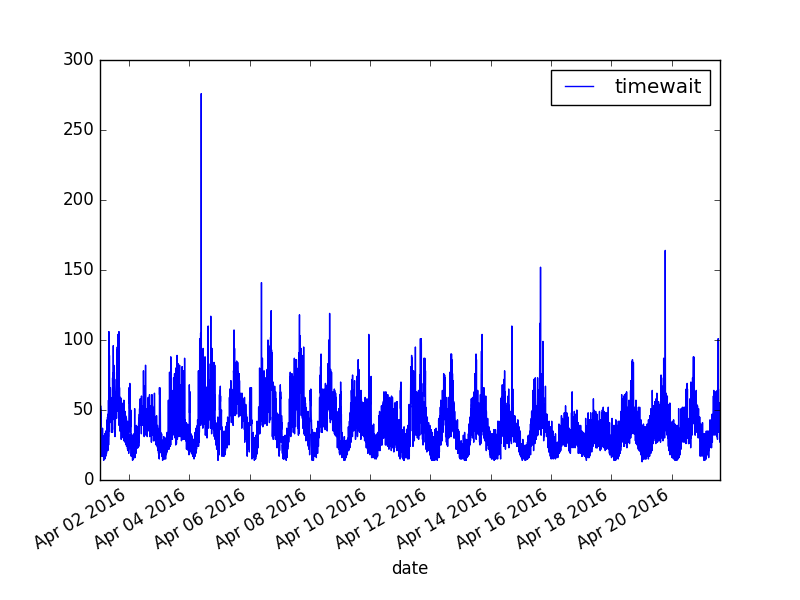 300
timewait
250
200
150
100
50
0
Apr 02 2016
Apr 04 2016
Apr 06 2016
Apr 08 2016
Apr 10 2016
Apr 12 2016
Apr 14 2016
Apr 16 2016
Apr 18 2016
Apr 20 2016
date